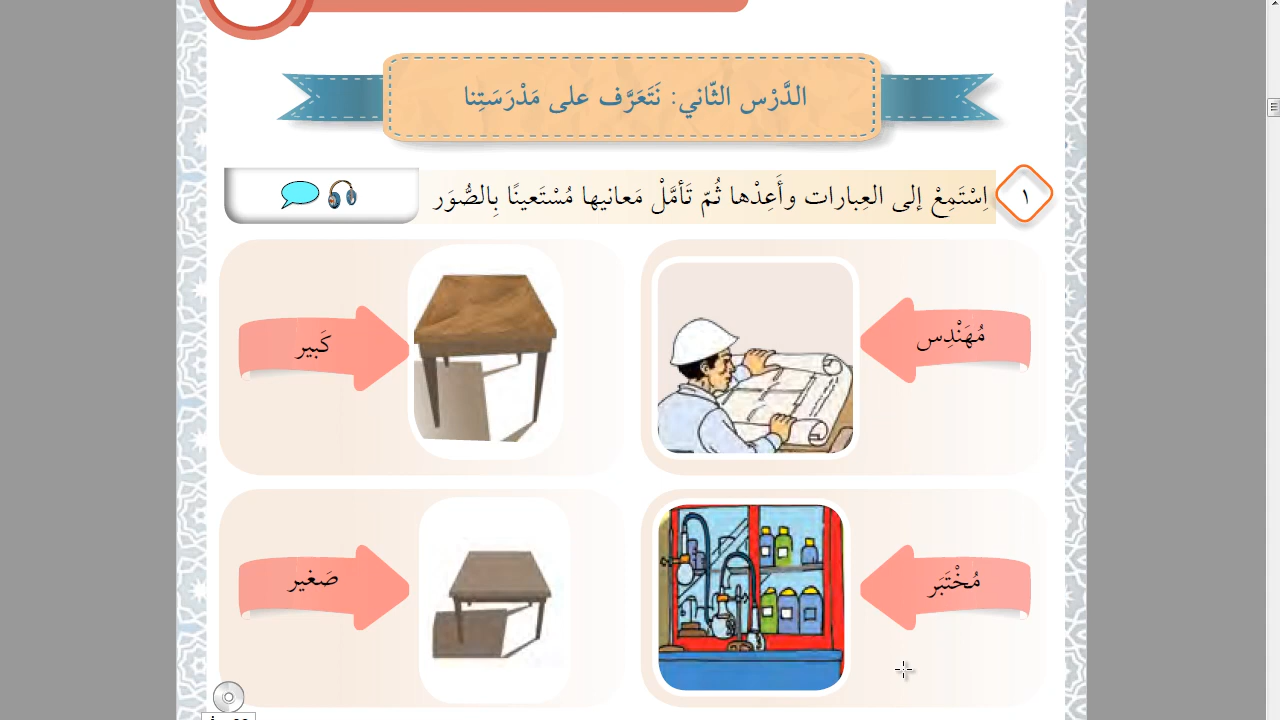 الدَّرْس الثّاني: نَتَعَرَّف على مَدْرَسَتِنا
١ اِسْتَمِعْ إلى العِبارات وأَعِدْها ثُمّ تَأمَّلْ مَعانيها مُسْتَعينًا بِالصُّوَر
مُهَنْدِس
كَبير
مُخْتَبَر
صَغير